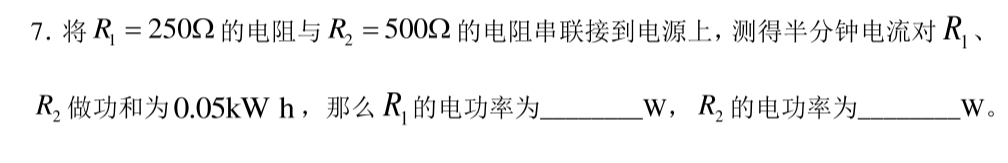 7. 将 R₁ = 250Ω 的电阻与 R₂ = 500Ω 的电阻串联接到电源上，测得半分钟电流对 R₁、
R₂ 做功和为 0.05kW h，那么 R₁ 的电功率为________W， R₂ 的电功率为________W。